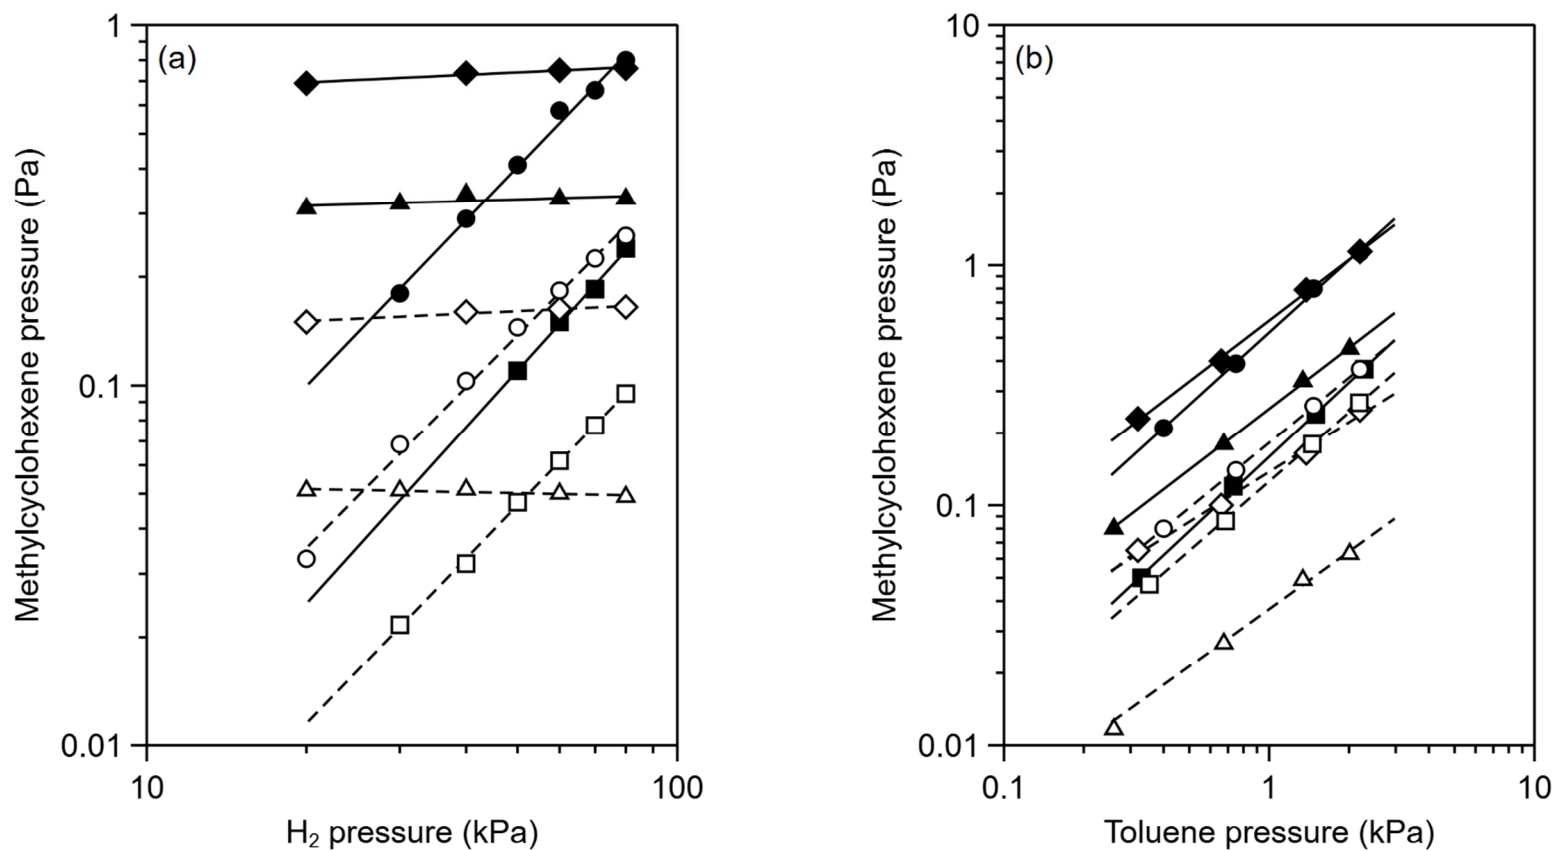 (a)
1
0.1
0.01
10
100
Methylcyclohexene pressure (Pa)
H₂ pressure (kPa)
(b)
10
1
0.1
0.01
0.1
1
10
Methylcyclohexene pressure (Pa)
Toluene pressure (kPa)